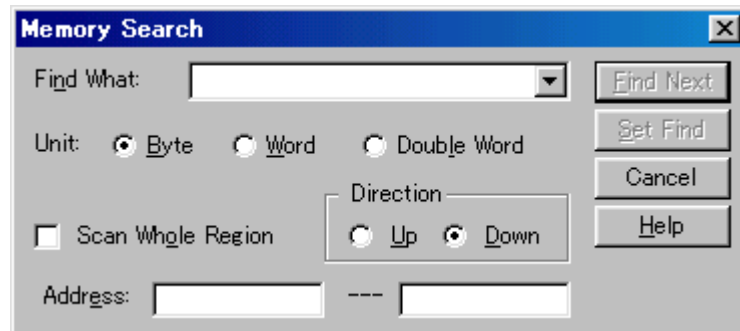 Memory Search
Find What:
Find Next
Unit: Byte Word Double Word
Set Find
Cancel
Direction
Scan Whole Region
Up Down
Help
Address: ---